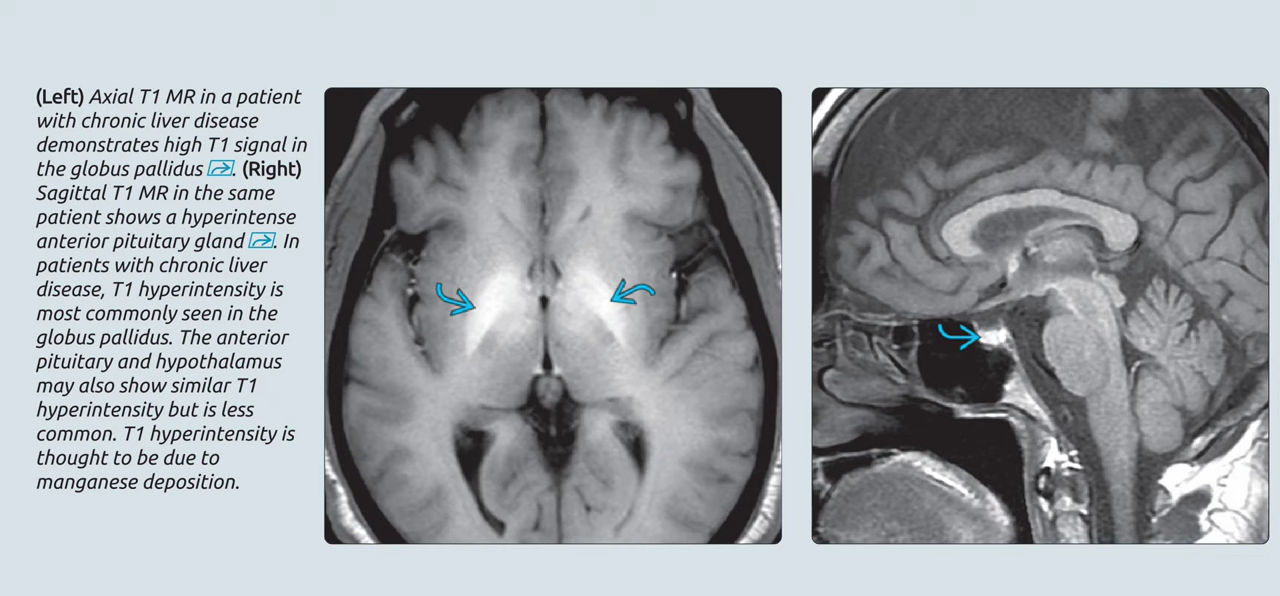 (Left) Axial T1 MR in a patient
with chronic liver disease
demonstrates high T1 signal in
the globus pallidus. (Right)
Sagittal T1 MR in the same
patient shows a hyperintense
anterior pituitary gland. In
patients with chronic liver
disease, T1 hyperintensity is
most commonly seen in the
globus pallidus. The anterior
pituitary and hypothalamus
may also show similar T1
hyperintensity but is less
common. T1 hyperintensity is
thought to be due to
manganese deposition.